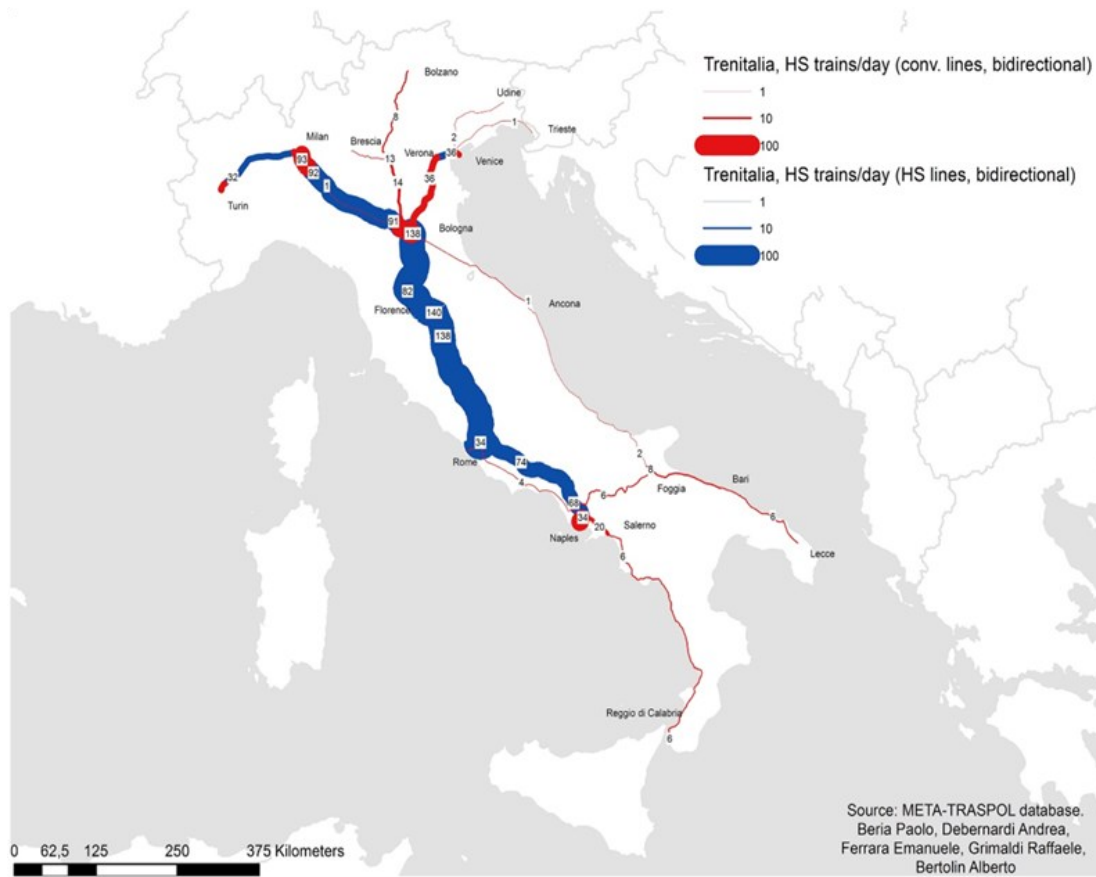 Trenitalia, HS trains/day (conv. lines, bidirectional)
1
10
100
Trenitalia, HS trains/day (HS lines, bidirectional)
1
10
100
Bolzano
8
Udine
2
1
Trieste
Milan
Brescia
13
Verona
36
Venice
93
92
32
1
14
36
Turin
91
138
Bologna
82
Florence
140
138
1
Ancona
34
Rome
74
4
2
8
Foggia
Bari
6
68
34
6
20
Salerno
Naples
6
Lecce
Reggio di Calabria
6
Source: META-TRASPOL database.
Beria Paolo, Debernardi Andrea,
Ferrara Emanuele, Grimaldi Raffaele,
Bertolin Alberto
0 62,5 125 250 375 Kilometers